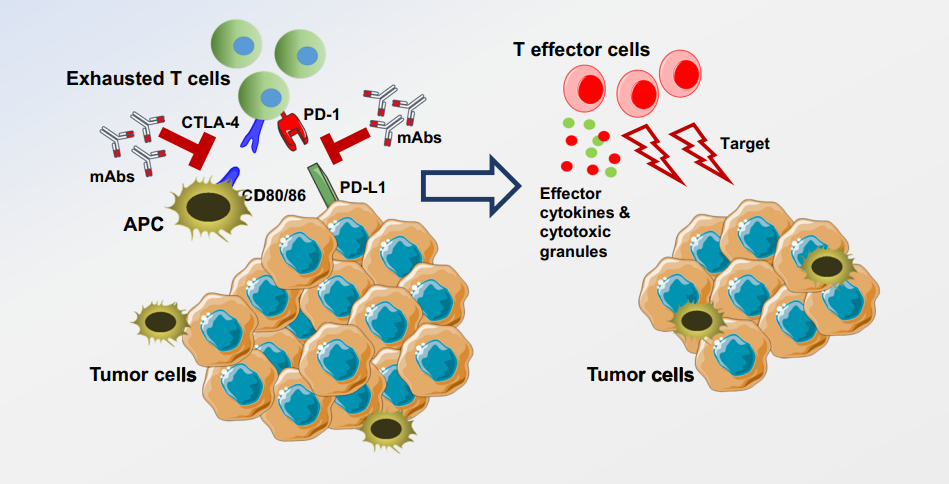 Exhausted T cells
CTLA-4
PD-1
mAbs
mAbs
CD80/86
PD-L1
APC
Tumor cells
T effector cells
Target
Effector
cytokines &
cytotoxic
granules
Tumor cells